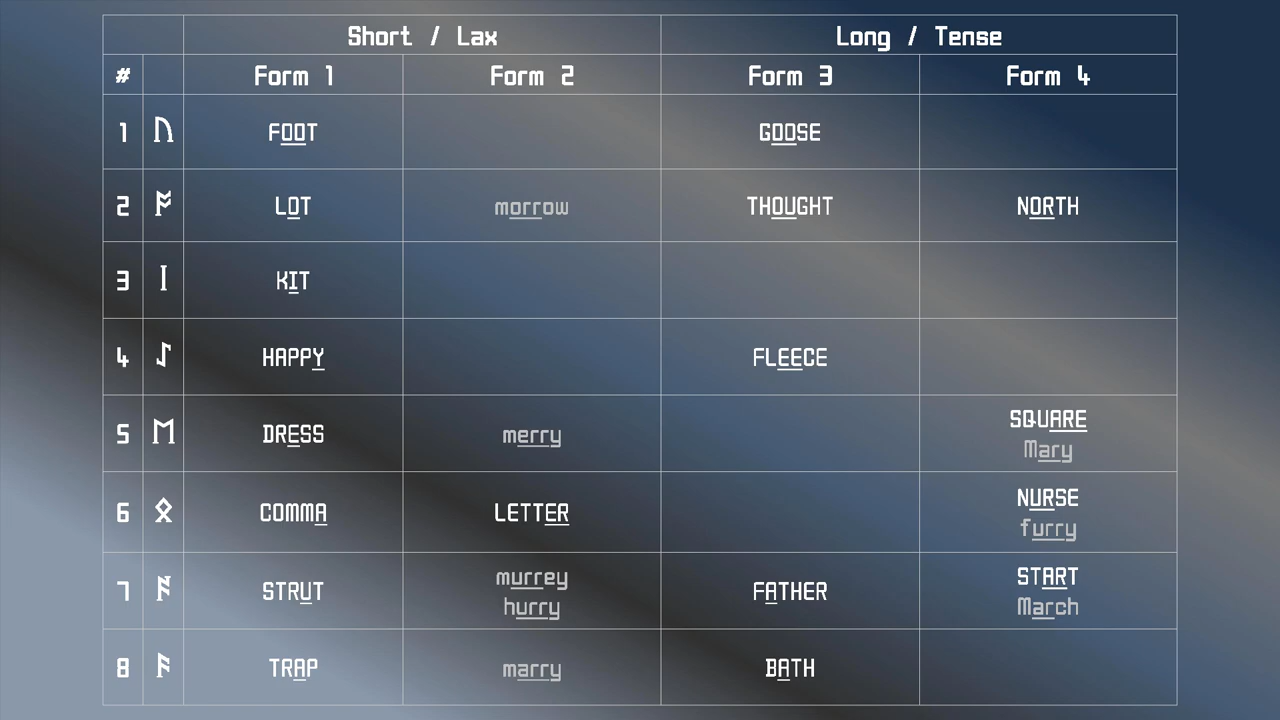 Short / Lax Long / Tense
# Form 1 Form 2 Form 3 Form 4
1 ᚢ FOOT GOOSE
2 ᚩ LOT morrow THOUGHT NORTH
3 ᛁ KIT
4 ᛇ HAPPY FLEECE
5 ᛖ DRESS merry SQUARE
Mary
6 ᛟ COMMA LETTER NURSE
furry
7 ᚪ STRUT murrey FATHER START
hurry March
8 ᚫ TRAP marry BATH